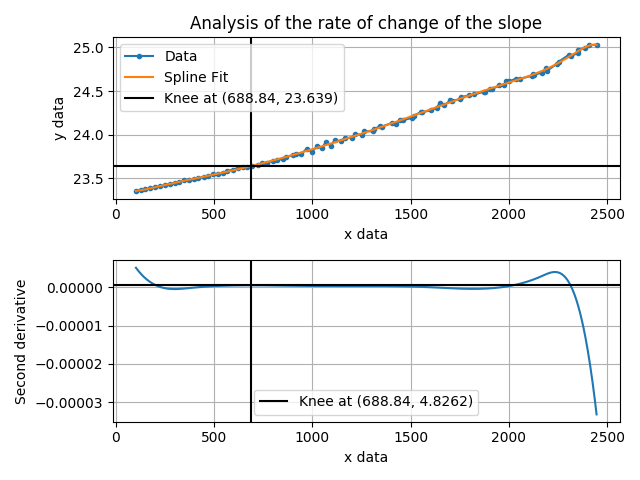 Analysis of the rate of change of the slope
25.0
24.5
24.0
23.5
y data
Data
Spline Fit
Knee at (688.84, 23.639)
0
500
1000
1500
2000
2500
x data
0.00000
−0.00001
−0.00002
−0.00003
Second derivative
Knee at (688.84, 4.8262)
0
500
1000
1500
2000
2500
x data